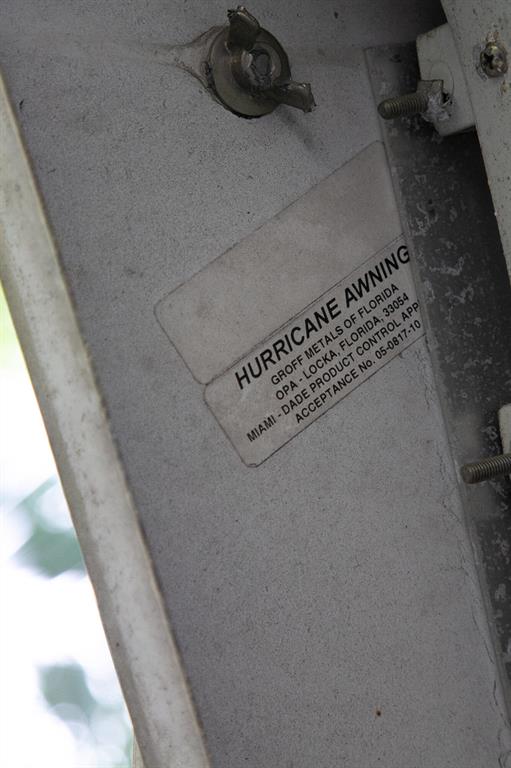 HURRICANE AWNING
GROFF METALS OF FLORIDA
OPA - LOCKA, FLORIDA, 33054
MIAMI - DADE PRODUCT CONTROL APP
ACCEPTANCE No. 05-0817-10